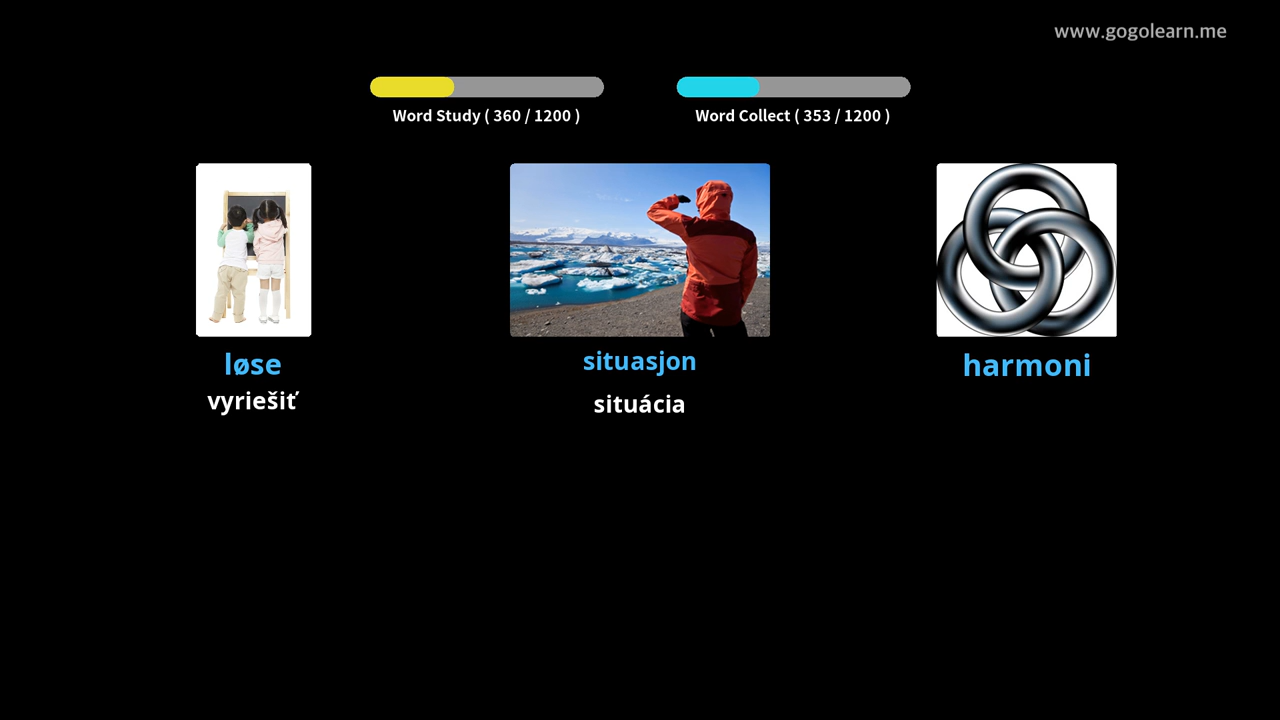 www.gogolearn.me
Word Study ( 360 / 1200 )
Word Collect ( 353 / 1200 )
løse
vyriešiť
situasjon
situácia
harmoni